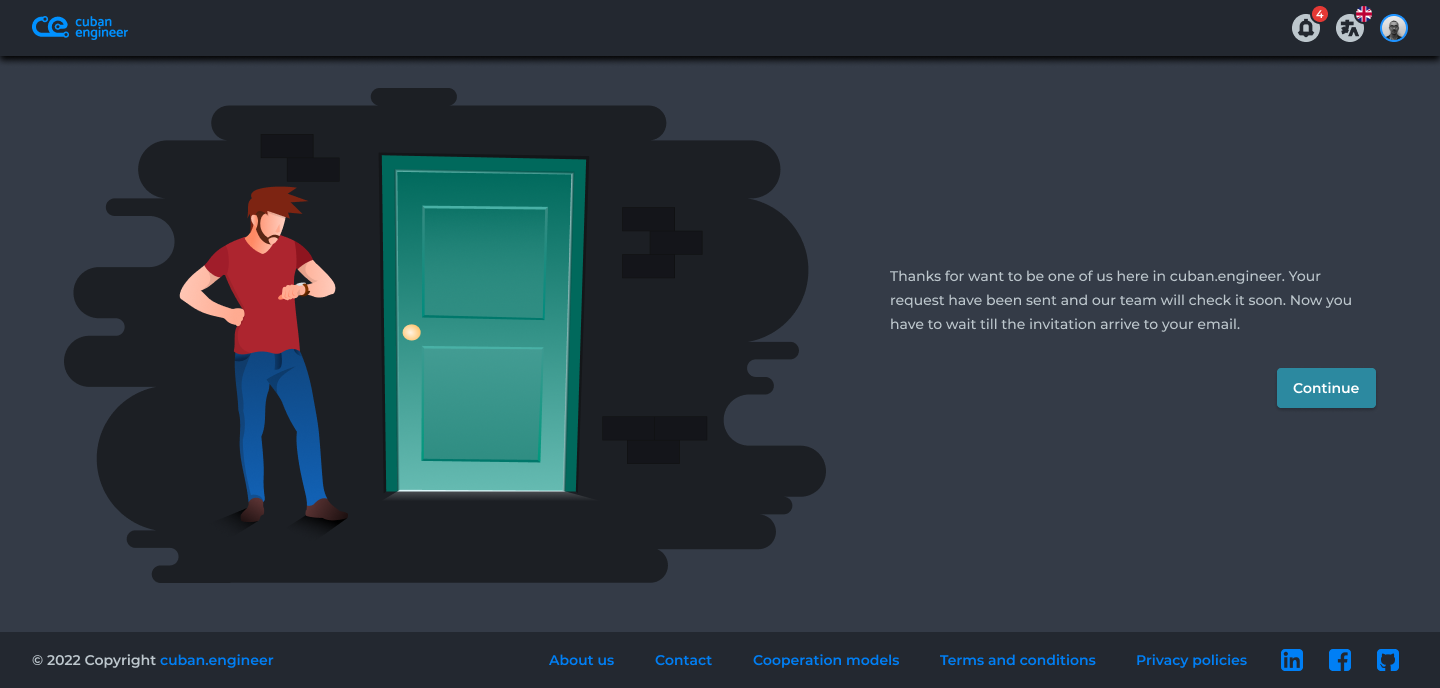 cuban
engineer
4
Thanks for want to be one of us here in cuban.engineer. Your
request have been sent and our team will check it soon. Now you
have to wait till the invitation arrive to your email.
Continue
© 2022 Copyright cuban.engineer
About us
Contact
Cooperation models
Terms and conditions
Privacy policies